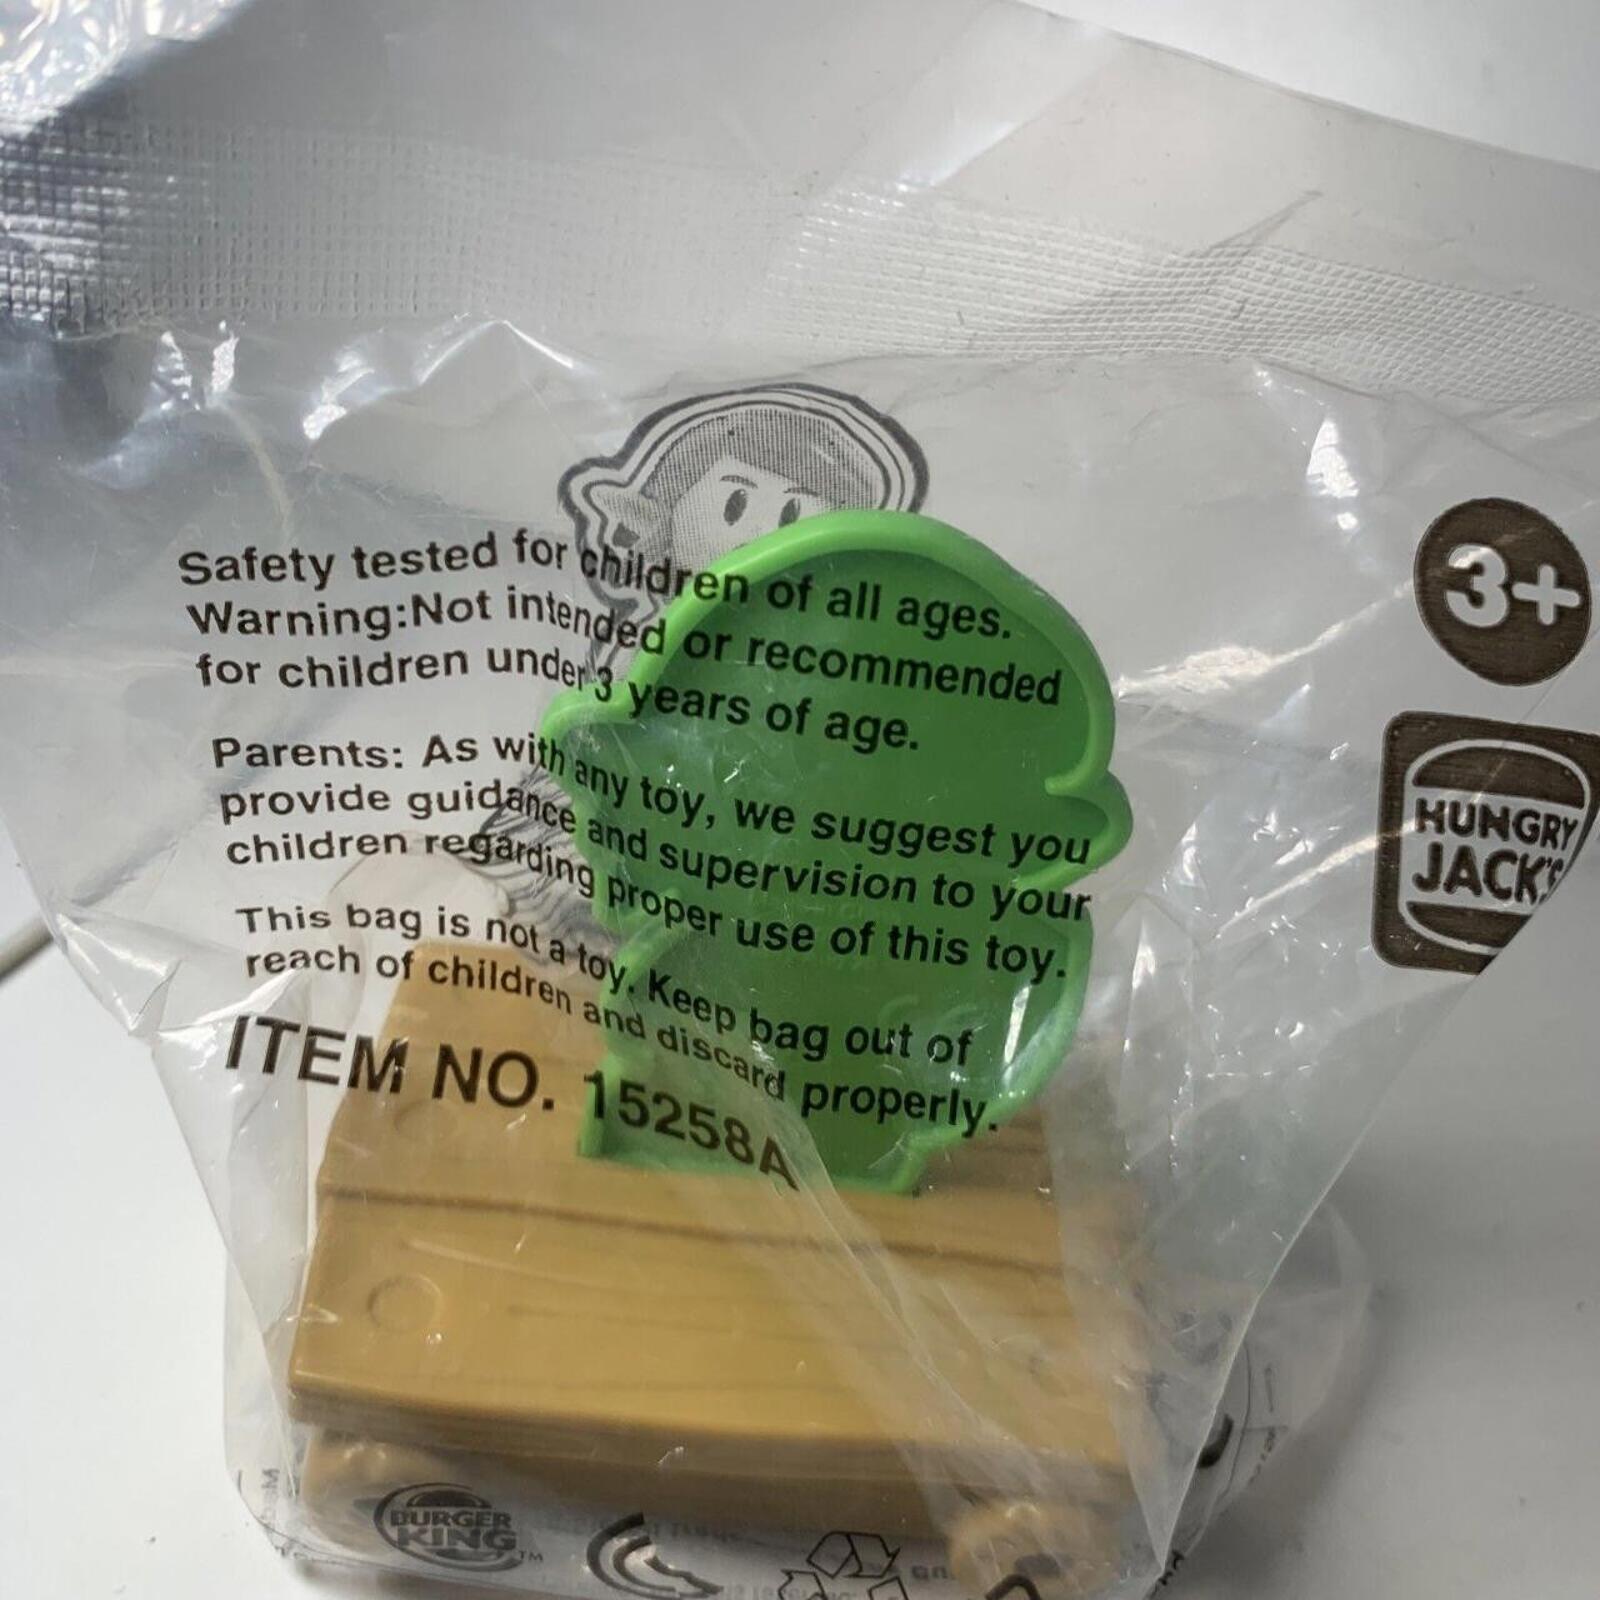 Safety tested for children of all ages.
Warning:Not intended or recommended
for children under 3 years of age.
Parents: As with any toy, we suggest you
provide guidance and supervision to your
children regarding proper use of this toy.
This bag is not a toy. Keep bag out of
reach of children and discard properly.
ITEM NO. 15258A
3+
HUNGRY
JACK'S
BURGER
KING™